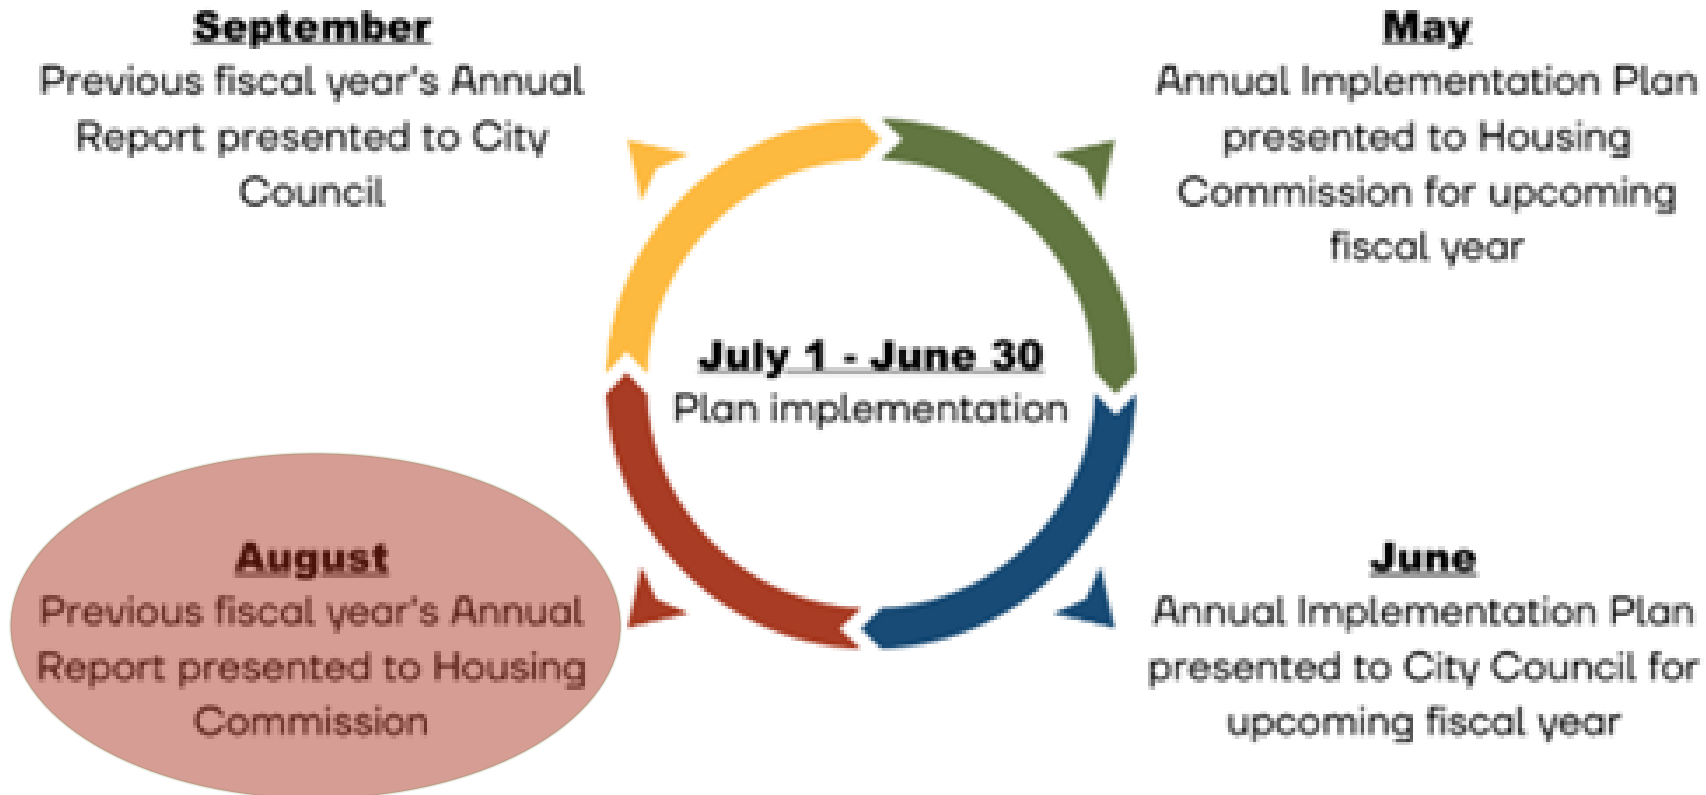 September
Previous fiscal year's Annual
Report presented to City
Council
May
Annual Implementation Plan
presented to Housing
Commission for upcoming
fiscal year
July 1 - June 30
Plan implementation
August
Previous fiscal year's Annual
Report presented to Housing
Commission
June
Annual Implementation Plan
presented to City Council for
upcoming fiscal year